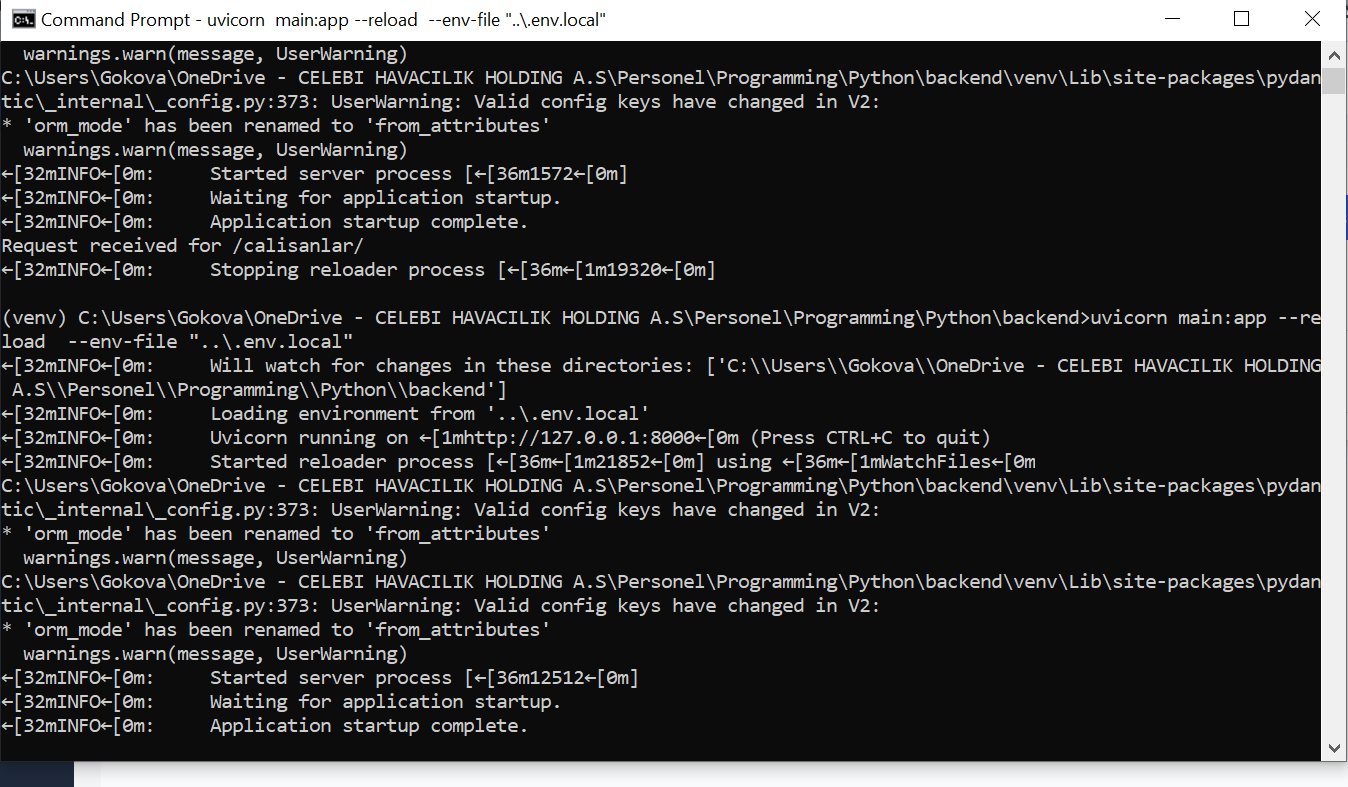 Command Prompt - uvicorn  main:app --reload  --env-file "..\.env.local"
  warnings.warn(message, UserWarning)
C:\Users\Gokova\OneDrive - CELEBI HAVACILIK HOLDING A.S\Personel\Programming\Python\backend\venv\Lib\site-packages\pydan
tic\_internal\_config.py:373: UserWarning: Valid config keys have changed in V2:
* 'orm_mode' has been renamed to 'from_attributes'
  warnings.warn(message, UserWarning)
←[32mINFO←[0m:     Started server process [←[36m1572←[0m]
←[32mINFO←[0m:     Waiting for application startup.
←[32mINFO←[0m:     Application startup complete.
Request received for /calisanlar/
←[32mINFO←[0m:     Stopping reloader process [←[36m←[1m19320←[0m]
(venv) C:\Users\Gokova\OneDrive - CELEBI HAVACILIK HOLDING A.S\Personel\Programming\Python\backend>uvicorn main:app --re
load  --env-file "..\.env.local"
←[32mINFO←[0m:     Will watch for changes in these directories: ['C:\\Users\\Gokova\\OneDrive - CELEBI HAVACILIK HOLDING
 A.S\\Personel\\Programming\\Python\\backend']
←[32mINFO←[0m:     Loading environment from '..\.env.local'
←[32mINFO←[0m:     Uvicorn running on ←[1mhttp://127.0.0.1:8000←[0m (Press CTRL+C to quit)
←[32mINFO←[0m:     Started reloader process [←[36m←[1m21852←[0m] using ←[36m←[1mWatchFiles←[0m
C:\Users\Gokova\OneDrive - CELEBI HAVACILIK HOLDING A.S\Personel\Programming\Python\backend\venv\Lib\site-packages\pydan
tic\_internal\_config.py:373: UserWarning: Valid config keys have changed in V2:
* 'orm_mode' has been renamed to 'from_attributes'
  warnings.warn(message, UserWarning)
C:\Users\Gokova\OneDrive - CELEBI HAVACILIK HOLDING A.S\Personel\Programming\Python\backend\venv\Lib\site-packages\pydan
tic\_internal\_config.py:373: UserWarning: Valid config keys have changed in V2:
* 'orm_mode' has been renamed to 'from_attributes'
  warnings.warn(message, UserWarning)
←[32mINFO←[0m:     Started server process [←[36m12512←[0m]
←[32mINFO←[0m:     Waiting for application startup.
←[32mINFO←[0m:     Application startup complete.